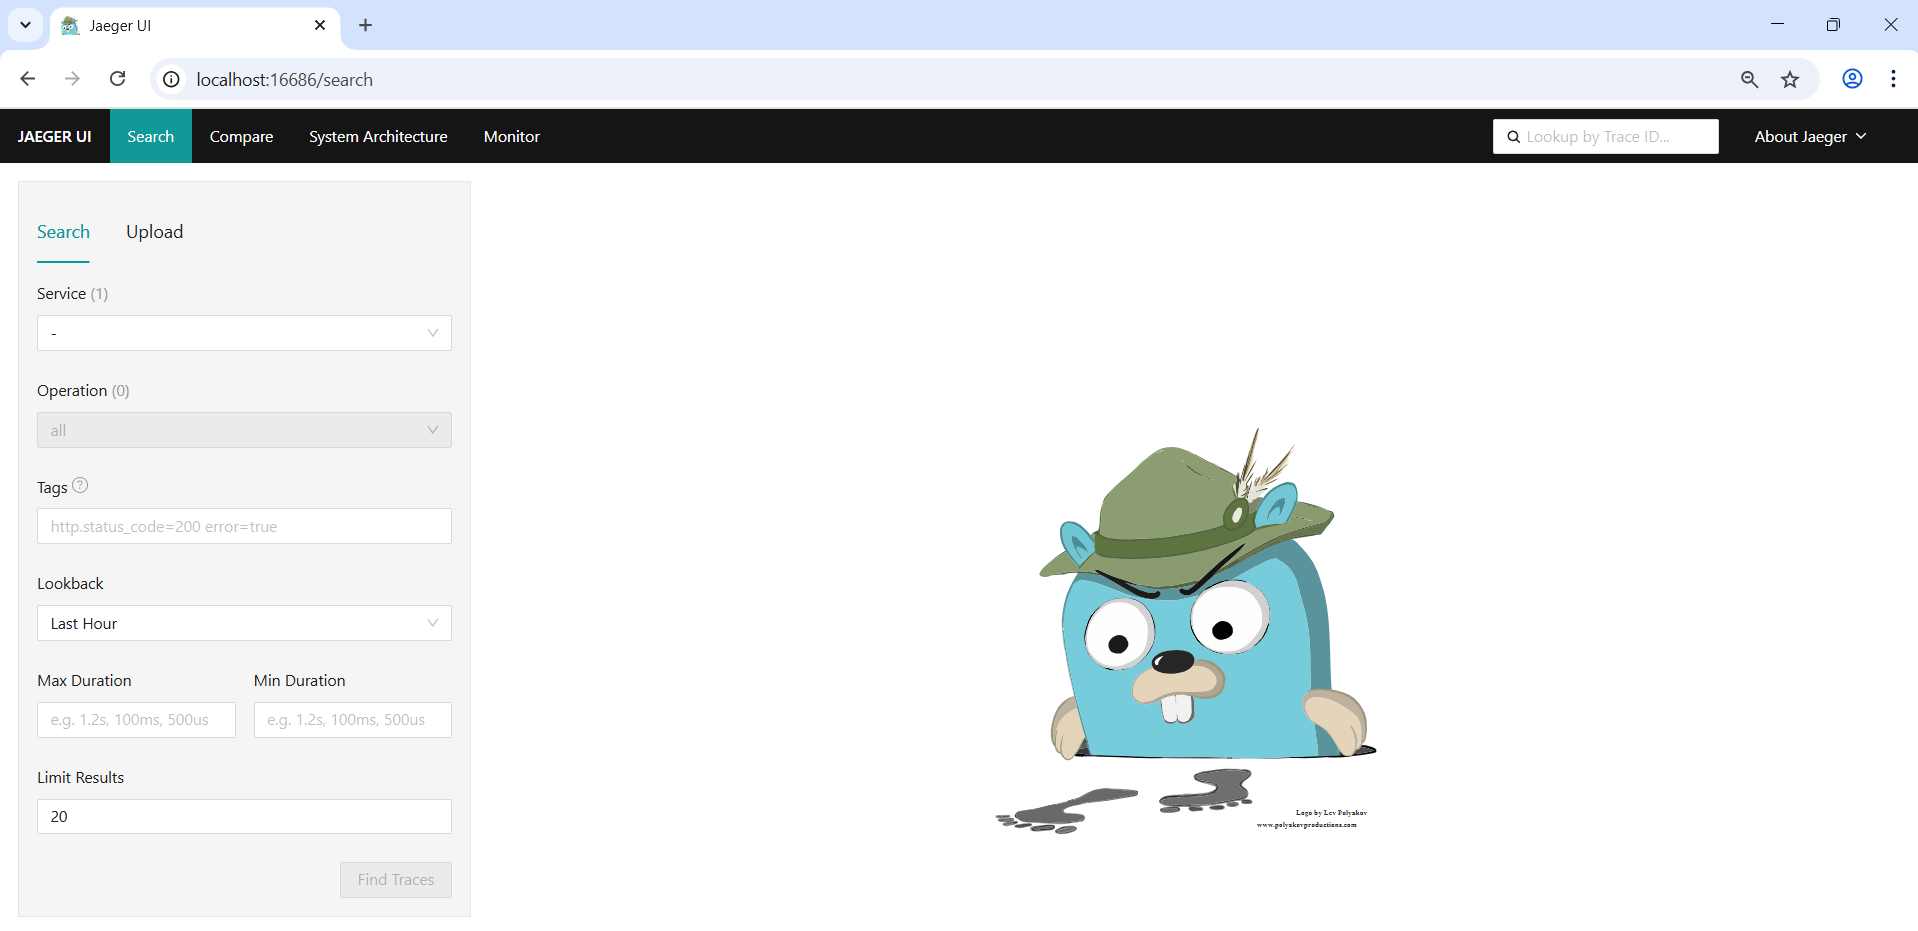 Jaeger UI
localhost:16686/search
JAEGER UI Search Compare System Architecture Monitor Lookup by Trace ID... About Jaeger
Search Upload
Service (1)
-
Operation (0)
all
Tags ?
http.status_code=200 error=true
Lookback
Last Hour
Max Duration Min Duration
e.g. 1.2s, 100ms, 500us e.g. 1.2s, 100ms, 500us
Limit Results
20
Find Traces
Logo by Lev Polyakov
www.polyakovproductions.com